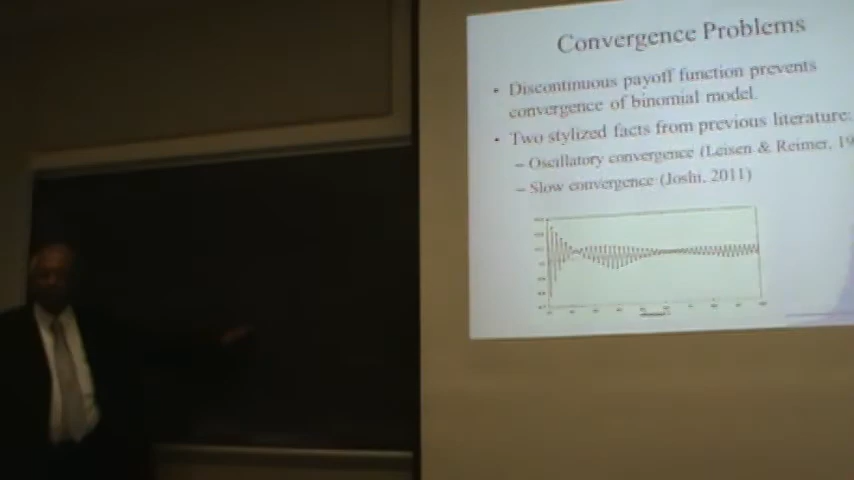 Convergence Problems
• Discontinuous payoff function prevents
convergence of binomial model.
• Two stylized facts from previous literature:
– Oscillatory convergence (Leisen & Reimer, 19
– Slow convergence (Joshi, 2011)